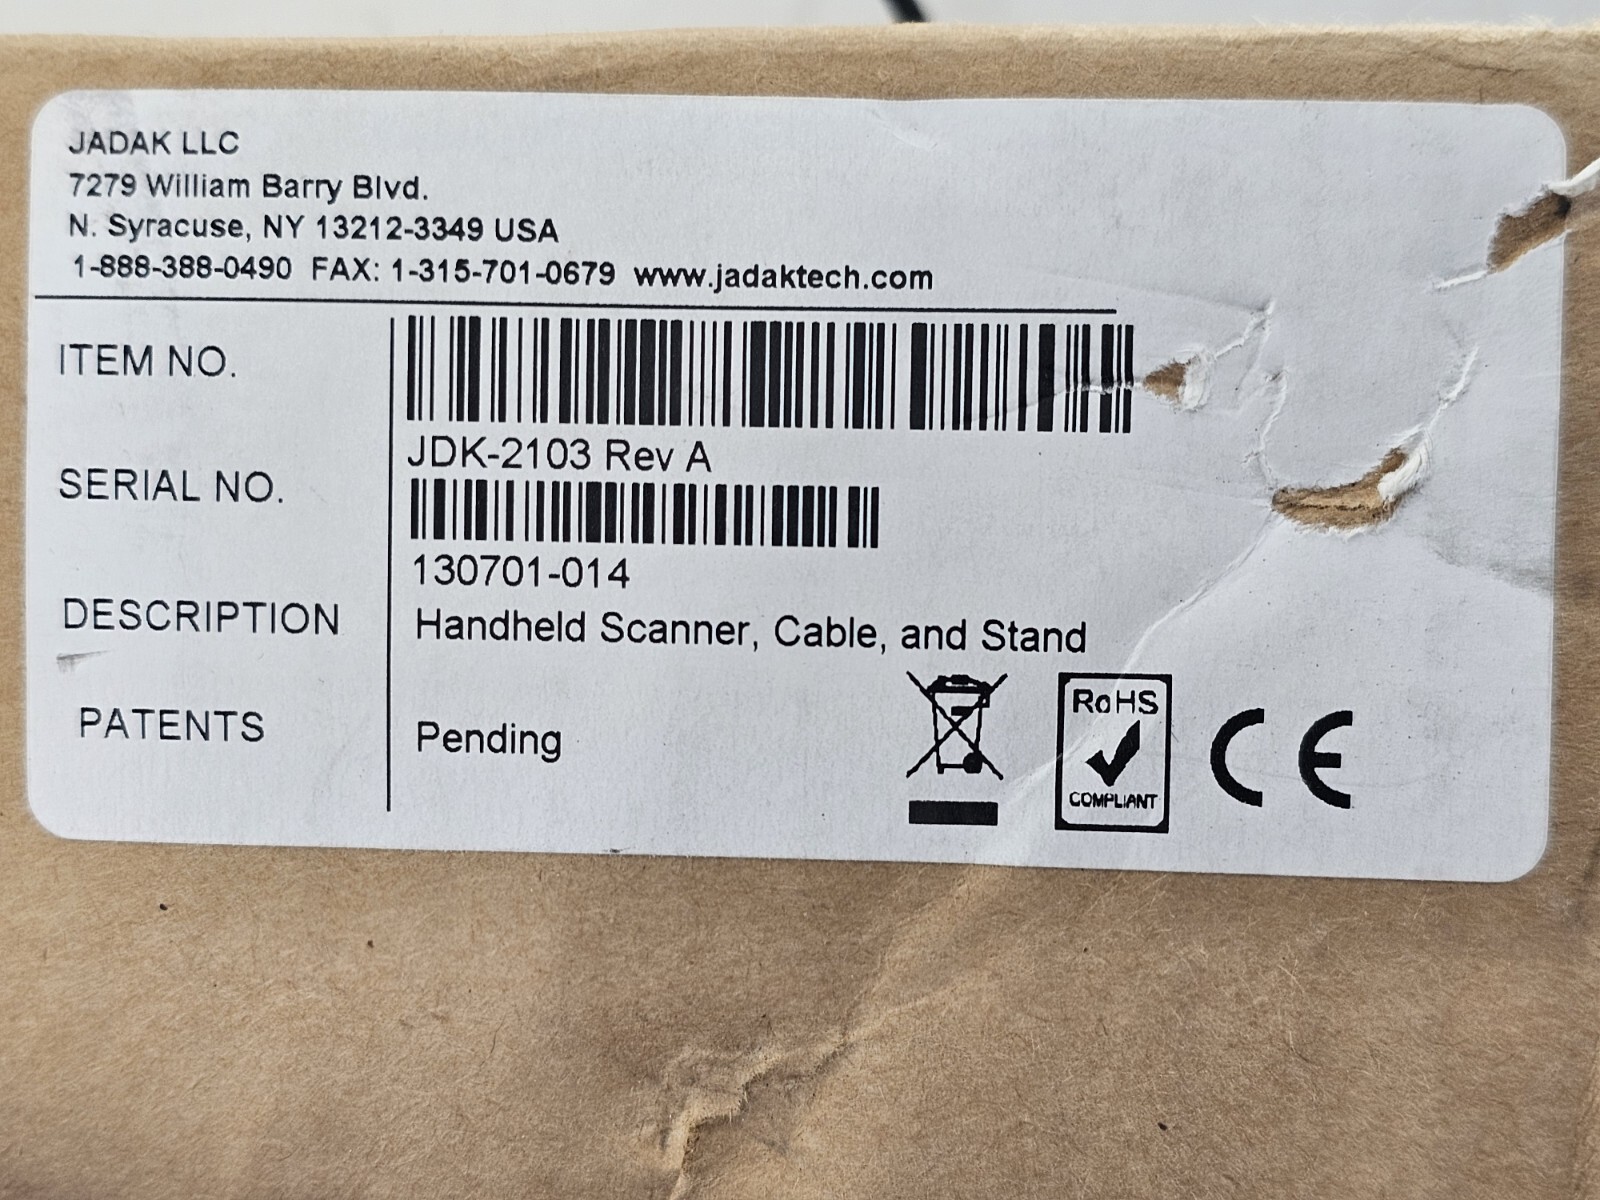 JADAK LLC
7279 William Barry Blvd.
N. Syracuse, NY 13212-3349 USA
1-888-388-0490 FAX: 1-315-701-0679 www.jadaktech.com
ITEM NO.
JDK-2103 Rev A
SERIAL NO.
130701-014
DESCRIPTION
Handheld Scanner, Cable, and Stand
PATENTS
Pending
RoHS
COMPLIANT
CE